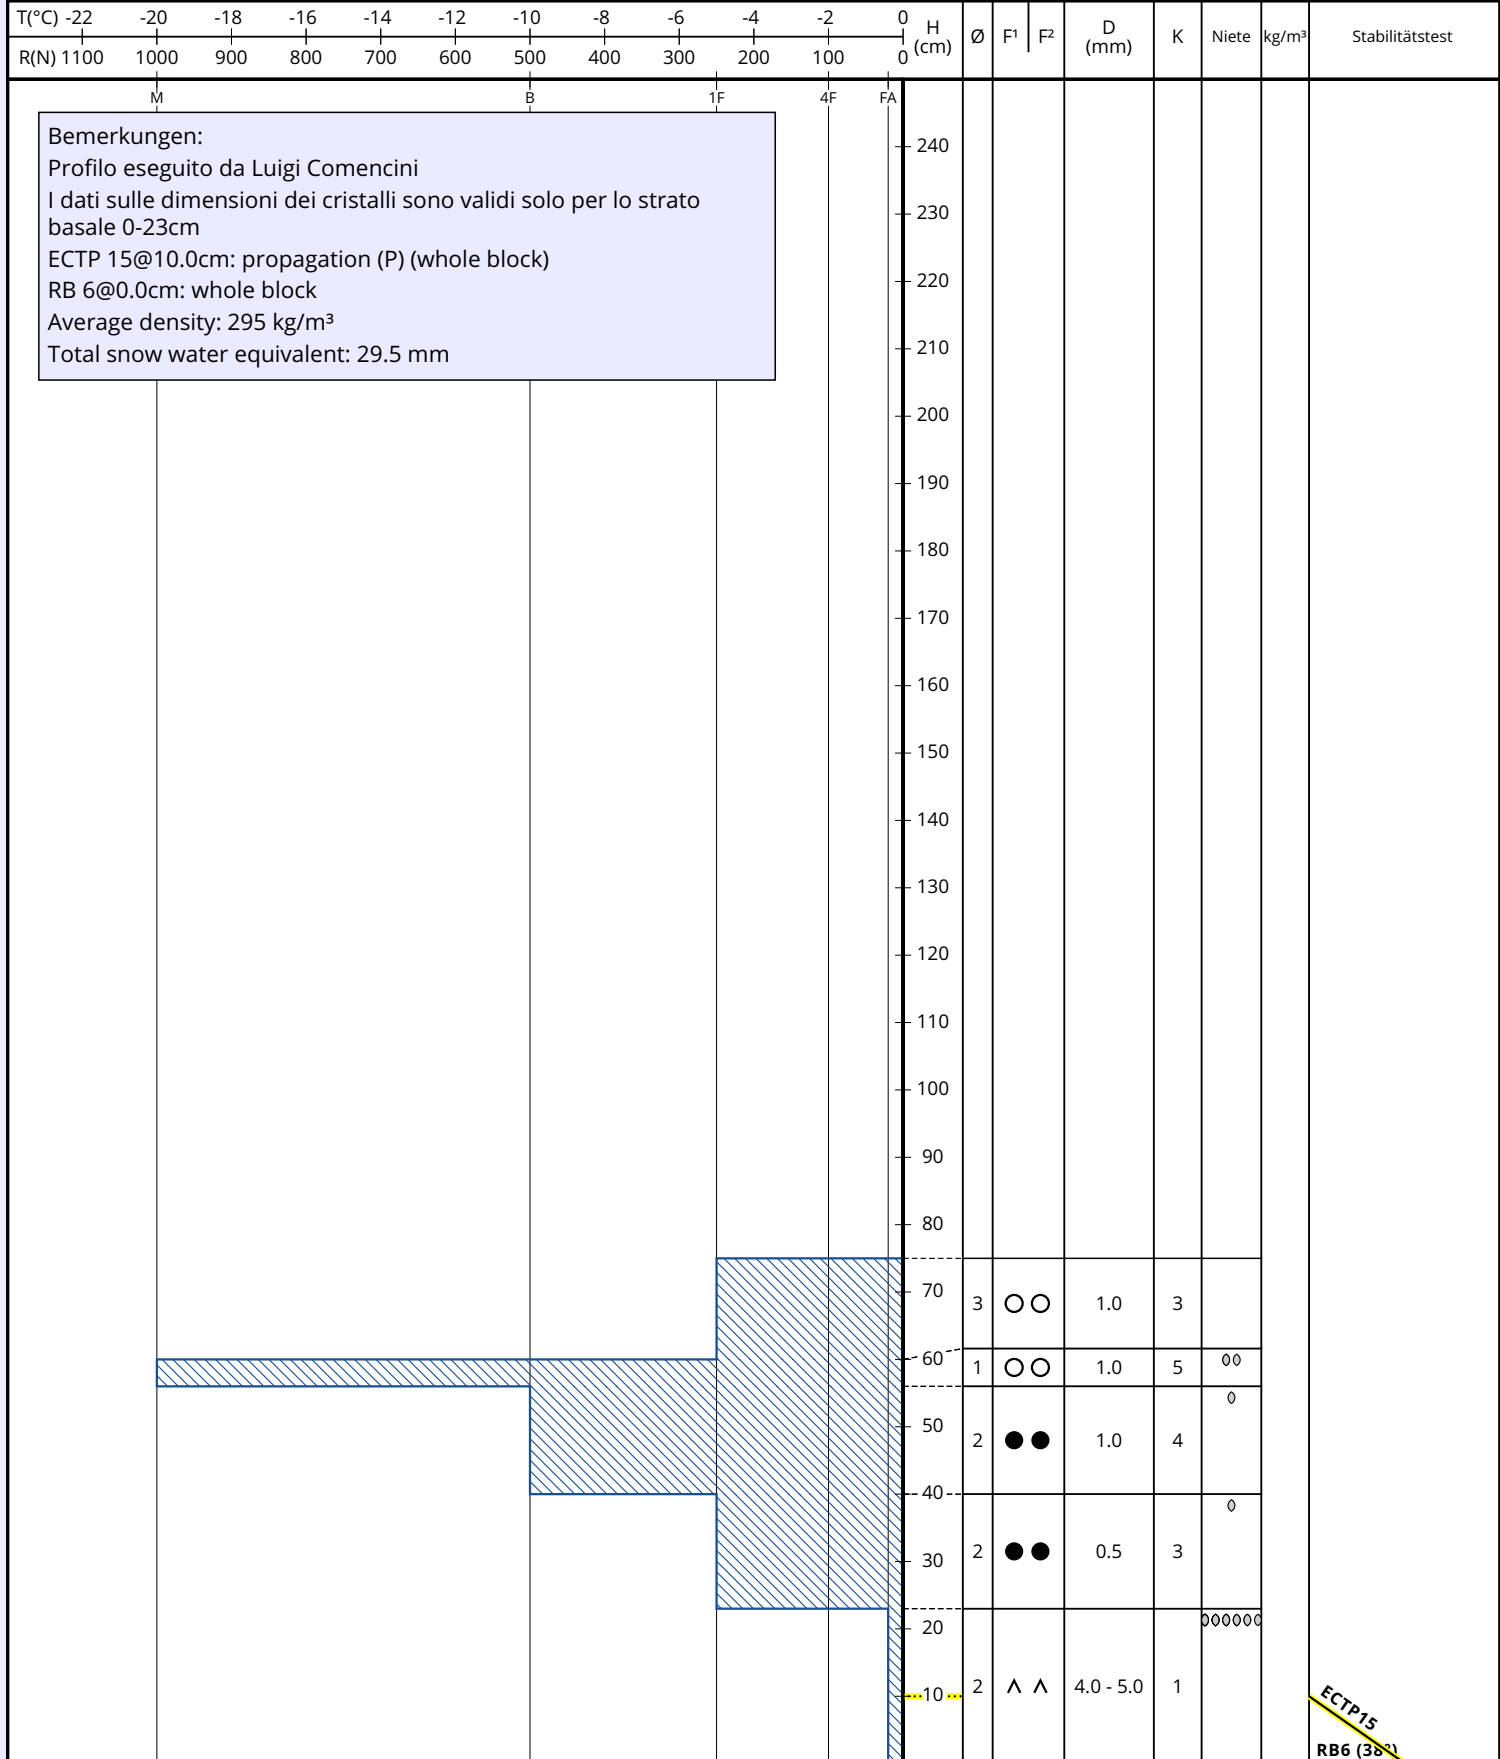 T(°C) -22 -20 -18 -16 -14 -12 -10 -8 -6 -4 -2 0
R(N) 1100 1000 900 800 700 600 500 400 300 200 100 0
H (cm) Ø F¹ F² D (mm) K Niete kg/m³ Stabilitätstest
M B 1F 4F FA
Bemerkungen:
Profilo eseguito da Luigi Comencini
I dati sulle dimensioni dei cristalli sono validi solo per lo strato
basale 0-23cm
ECTP 15@10.0cm: propagation (P) (whole block)
RB 6@0.0cm: whole block
Average density: 295 kg/m³
Total snow water equivalent: 29.5 mm
240
230
220
210
200
190
180
170
160
150
140
130
120
110
100
90
80
70
3 1.0 3
60
1 1.0 5
50
2 1.0 4
40
2 0.5 3
30
20
2 4.0 - 5.0 1
10
ECTP15
RB6 (38°)